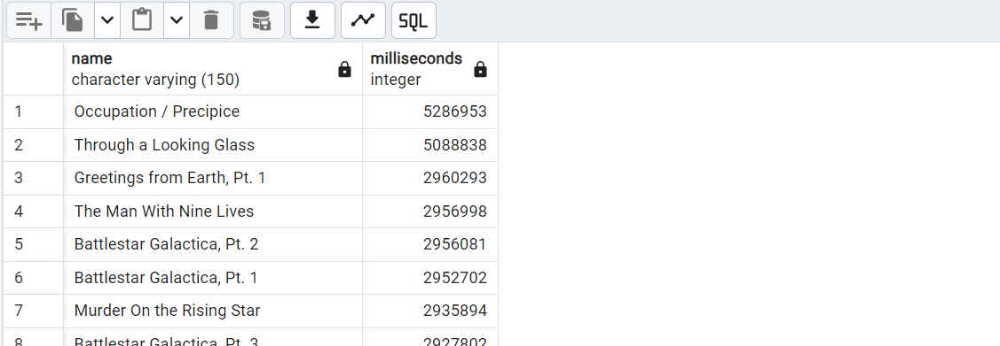 SQL
name milliseconds
character varying (150) integer
1 Occupation / Precipice 5286953
2 Through a Looking Glass 5088838
3 Greetings from Earth, Pt. 1 2960293
4 The Man With Nine Lives 2956998
5 Battlestar Galactica, Pt. 2 2956081
6 Battlestar Galactica, Pt. 1 2952702
7 Murder On the Rising Star 2935894
8 Battlestar Galactica, Pt. 3 2927802